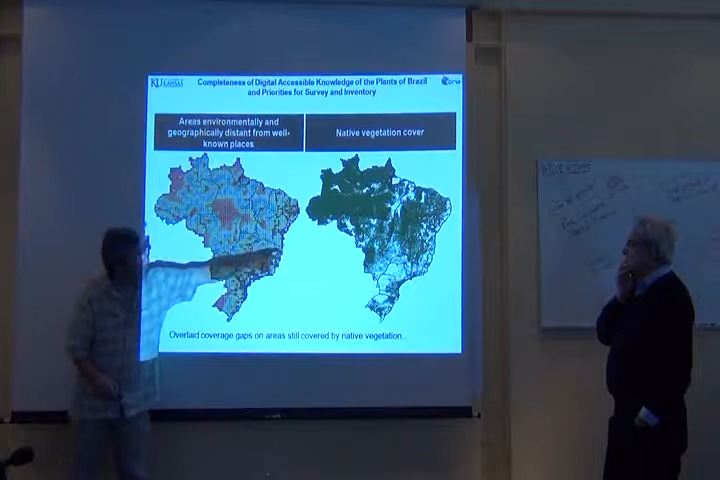 KU KANSAS
Completeness of Digital Accessible Knowledge of the Plants of Brazil
and Priorities for Survey and Inventory
Areas environmentally and
geographically distant from well-
known places
Native vegetation cover
Overlaid coverage gaps on areas still covered by native vegetation..